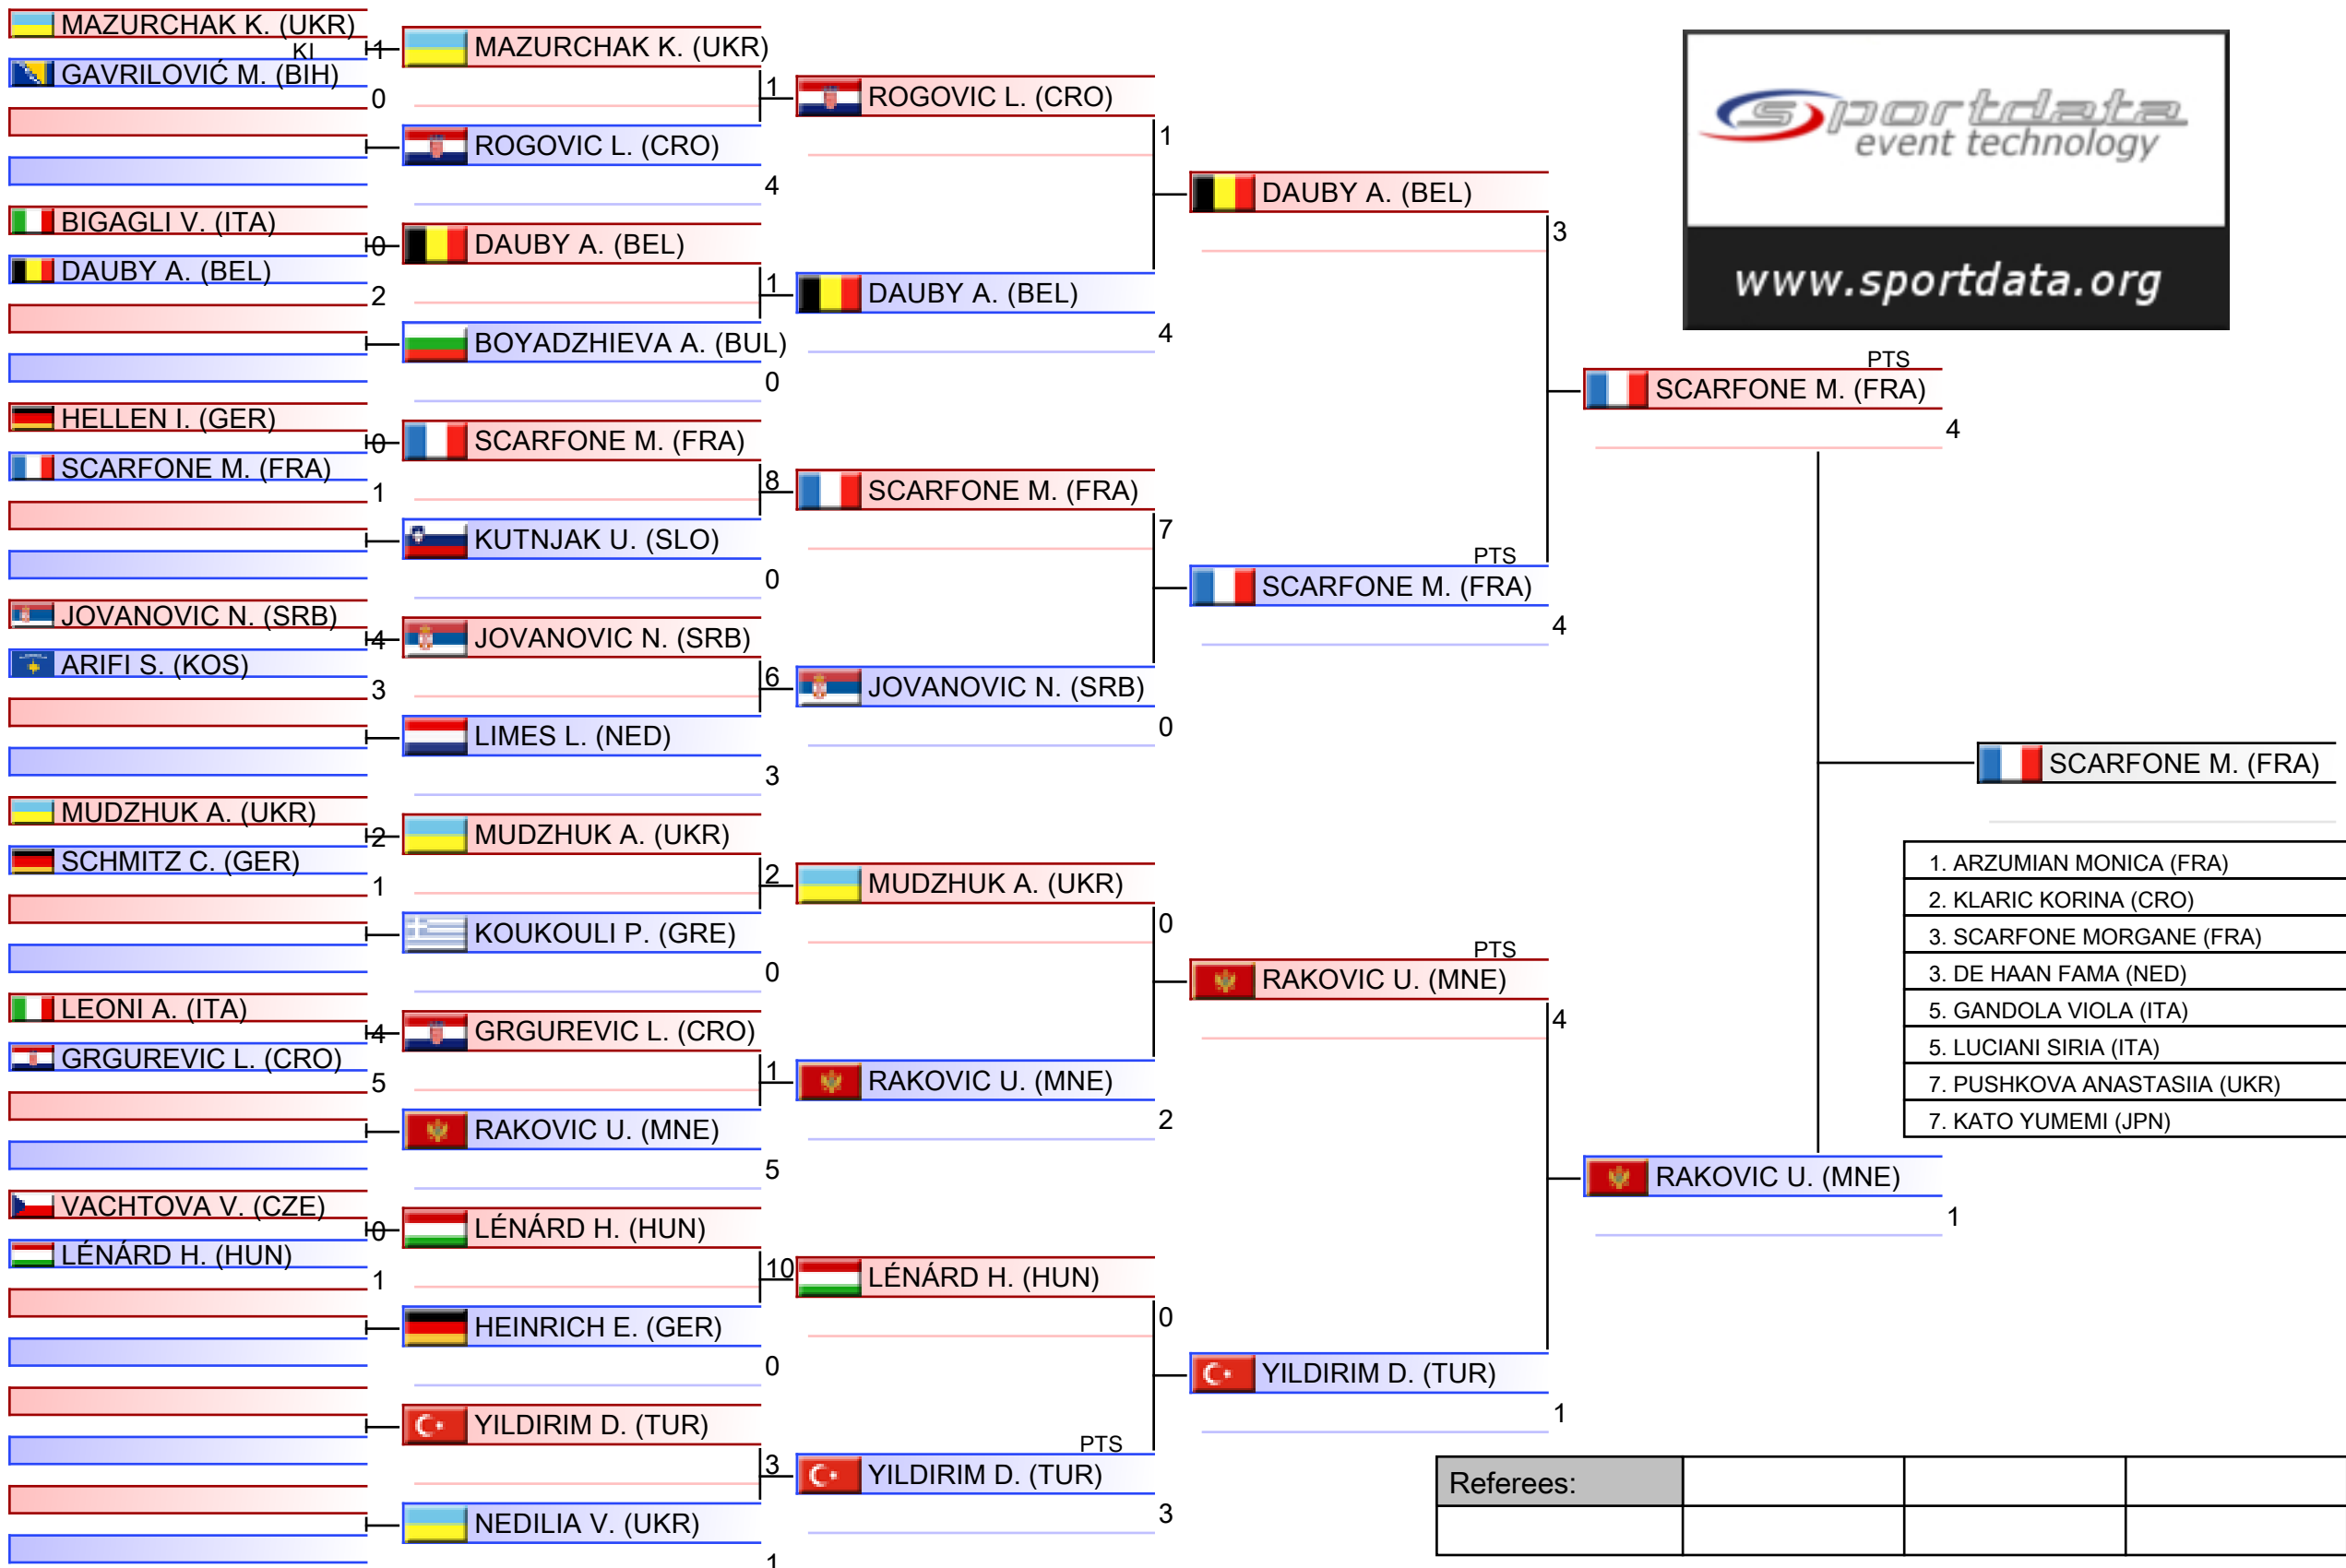 MAZURCHAK K. (UKR)
KI
1
GAVRILOVIĆ M. (BIH)
0
BIGAGLI V. (ITA)
0
DAUBY A. (BEL)
2
HELLEN I. (GER)
0
SCARFONE M. (FRA)
1
JOVANOVIC N. (SRB)
4
ARIFI S. (KOS)
3
MUDZHUK A. (UKR)
2
SCHMITZ C. (GER)
1
LEONI A. (ITA)
4
GRGUREVIC L. (CRO)
5
VACHTOVA V. (CZE)
0
LÉNÁRD H. (HUN)
1
MAZURCHAK K. (UKR)
1
ROGOVIC L. (CRO)
4
DAUBY A. (BEL)
1
BOYADZHIEVA A. (BUL)
0
SCARFONE M. (FRA)
8
KUTNJAK U. (SLO)
0
JOVANOVIC N. (SRB)
6
LIMES L. (NED)
3
MUDZHUK A. (UKR)
2
KOUKOULI P. (GRE)
0
GRGUREVIC L. (CRO)
1
RAKOVIC U. (MNE)
5
LÉNÁRD H. (HUN)
10
HEINRICH E. (GER)
0
YILDIRIM D. (TUR)
3
NEDILIA V. (UKR)
1
ROGOVIC L. (CRO)
1
DAUBY A. (BEL)
4
SCARFONE M. (FRA)
7
JOVANOVIC N. (SRB)
0
MUDZHUK A. (UKR)
0
RAKOVIC U. (MNE)
2
LÉNÁRD H. (HUN)
0
PTS
YILDIRIM D. (TUR)
3
DAUBY A. (BEL)
3
PTS
SCARFONE M. (FRA)
4
PTS
RAKOVIC U. (MNE)
4
YILDIRIM D. (TUR)
1
PTS
SCARFONE M. (FRA)
4
RAKOVIC U. (MNE)
1
SCARFONE M. (FRA)
sportdata
event technology
www.sportdata.org
1. ARZUMIAN MONICA (FRA)
2. KLARIC KORINA (CRO)
3. SCARFONE MORGANE (FRA)
3. DE HAAN FAMA (NED)
5. GANDOLA VIOLA (ITA)
5. LUCIANI SIRIA (ITA)
7. PUSHKOVA ANASTASIIA (UKR)
7. KATO YUMEMI (JPN)
Referees: